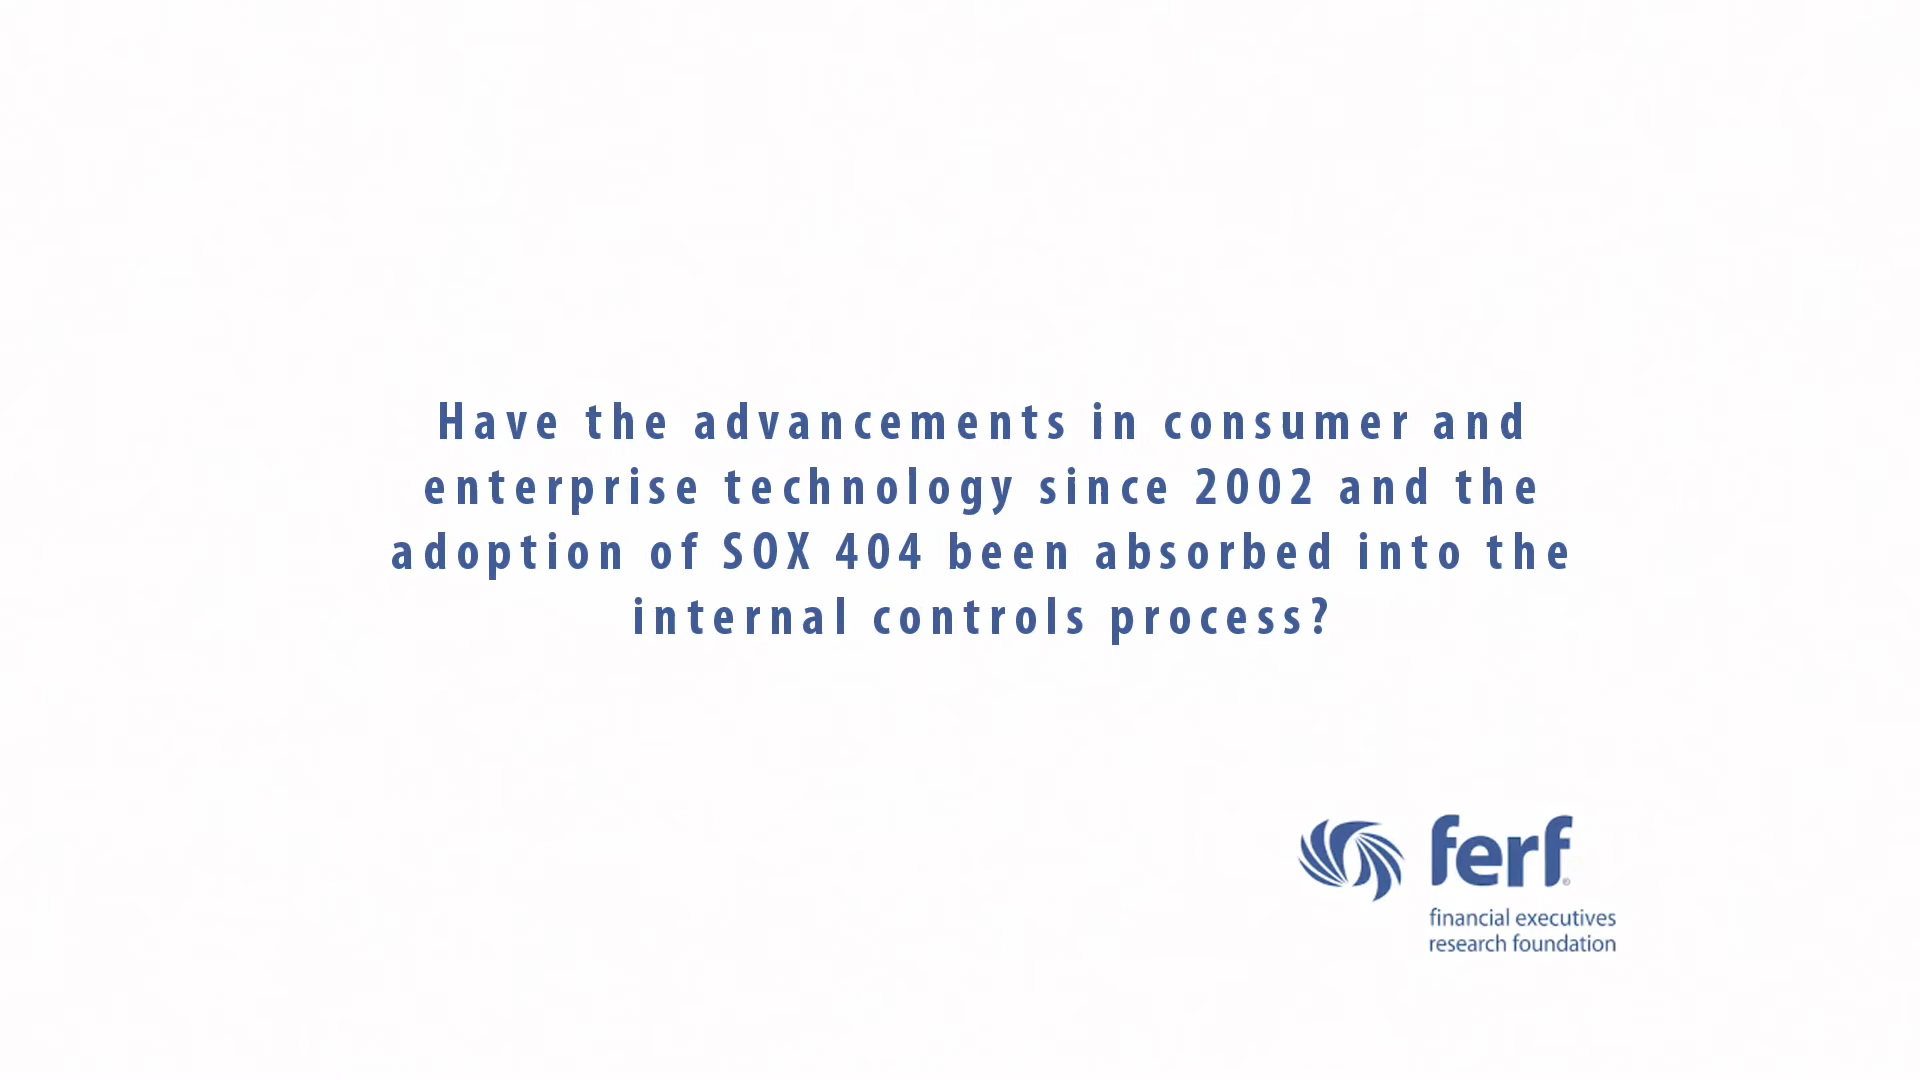 Have the advancements in consumer and
enterprise technology since 2002 and the
adoption of SOX 404 been absorbed into the
internal controls process?
ferf®
financial executives
research foundation